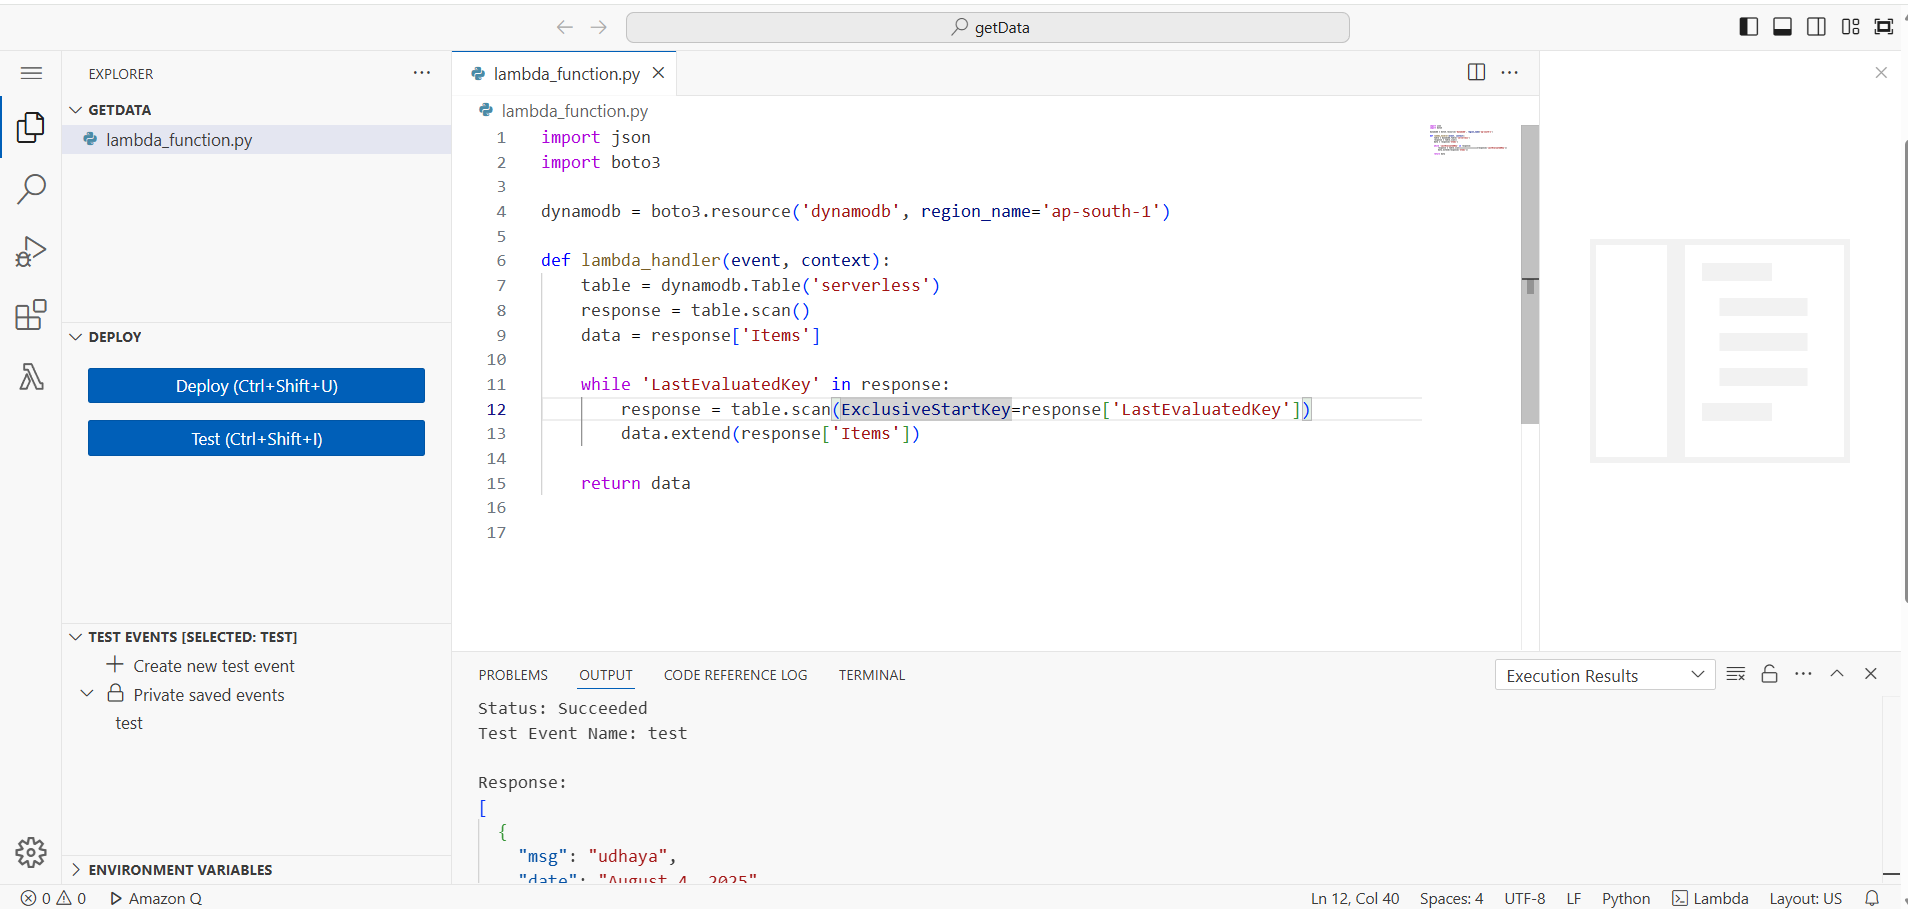 getData
EXPLORER
GETDATA
lambda_function.py
DEPLOY
Deploy (Ctrl+Shift+U)
Test (Ctrl+Shift+I)
TEST EVENTS [SELECTED: TEST]
Create new test event
Private saved events
test
ENVIRONMENT VARIABLES
lambda_function.py
lambda_function.py
1 import json
2 import boto3
3
4 dynamodb = boto3.resource('dynamodb', region_name='ap-south-1')
5
6 def lambda_handler(event, context):
7     table = dynamodb.Table('serverless')
8     response = table.scan()
9     data = response['Items']
10
11     while 'LastEvaluatedKey' in response:
12         response = table.scan(ExclusiveStartKey=response['LastEvaluatedKey'])
13         data.extend(response['Items'])
14
15     return data
16
17
PROBLEMS OUTPUT CODE REFERENCE LOG TERMINAL Execution Results
Status: Succeeded
Test Event Name: test
Response:
[
{
"msg": "udhaya",
"date": "August 4, 2025"
0 0 Amazon Q Ln 12, Col 40 Spaces: 4 UTF-8 LF Python Lambda Layout: US